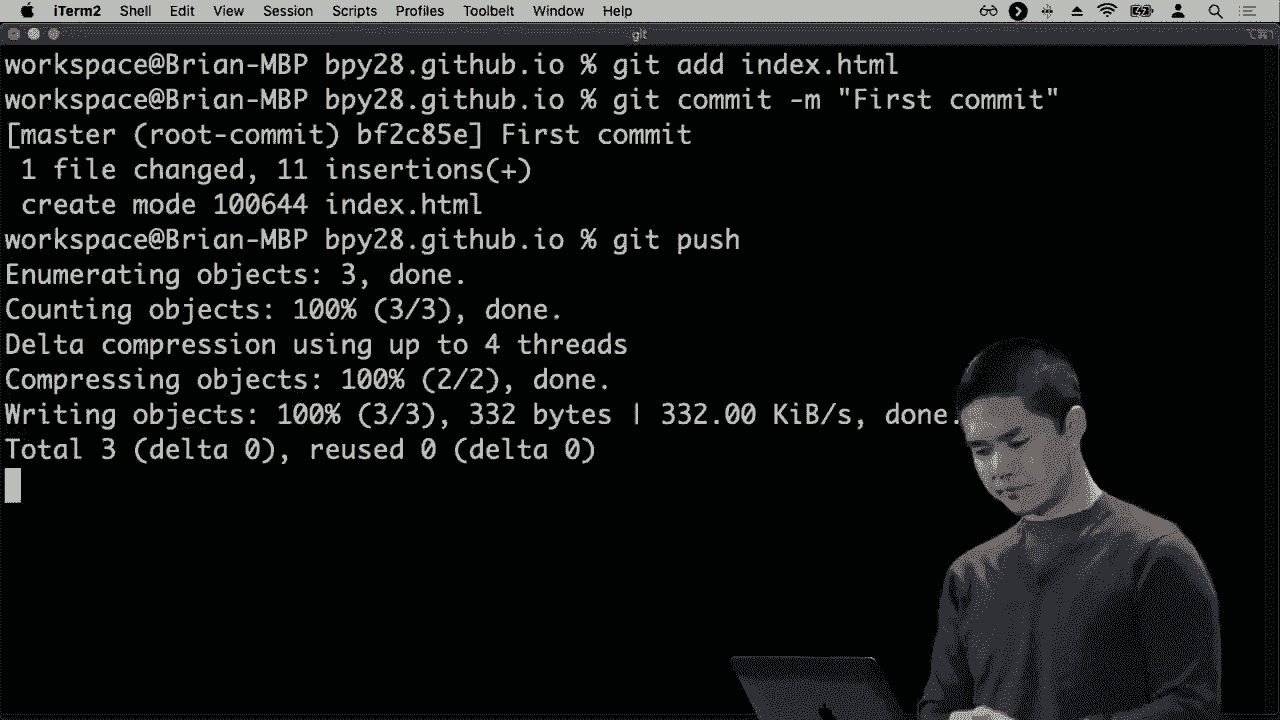 iTerm2 Shell Edit View Session Scripts Profiles Toolbelt Window Help
git
workspace@Brian-MBP bpy28.github.io % git add index.html
workspace@Brian-MBP bpy28.github.io % git commit -m "First commit"
[master (root-commit) bf2c85e] First commit
1 file changed, 11 insertions(+)
create mode 100644 index.html
workspace@Brian-MBP bpy28.github.io % git push
Enumerating objects: 3, done.
Counting objects: 100% (3/3), done.
Delta compression using up to 4 threads
Compressing objects: 100% (2/2), done.
Writing objects: 100% (3/3), 332 bytes | 332.00 KiB/s, done.
Total 3 (delta 0), reused 0 (delta 0)